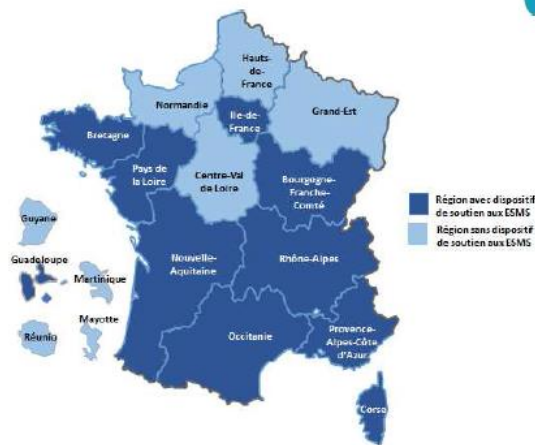 Hauts-
de-
France
Normandie
Ile-de-
France
Grand-Est
Bretagne
Pays de
la Loire
Centre-Val
de Loire
Bourgogne-
Franche-
Comté
Région avec dispositif
de soutien aux ESMS
Région sans dispositif
de soutien aux ESMS
Guyane
Guadeloupe
Martinique
Nouvelle-
Aquitaine
Rhône-Alpes
Mayotte
Réunio
Occitanie
Provence-
Alpes-Côte
d'Azur
Corse